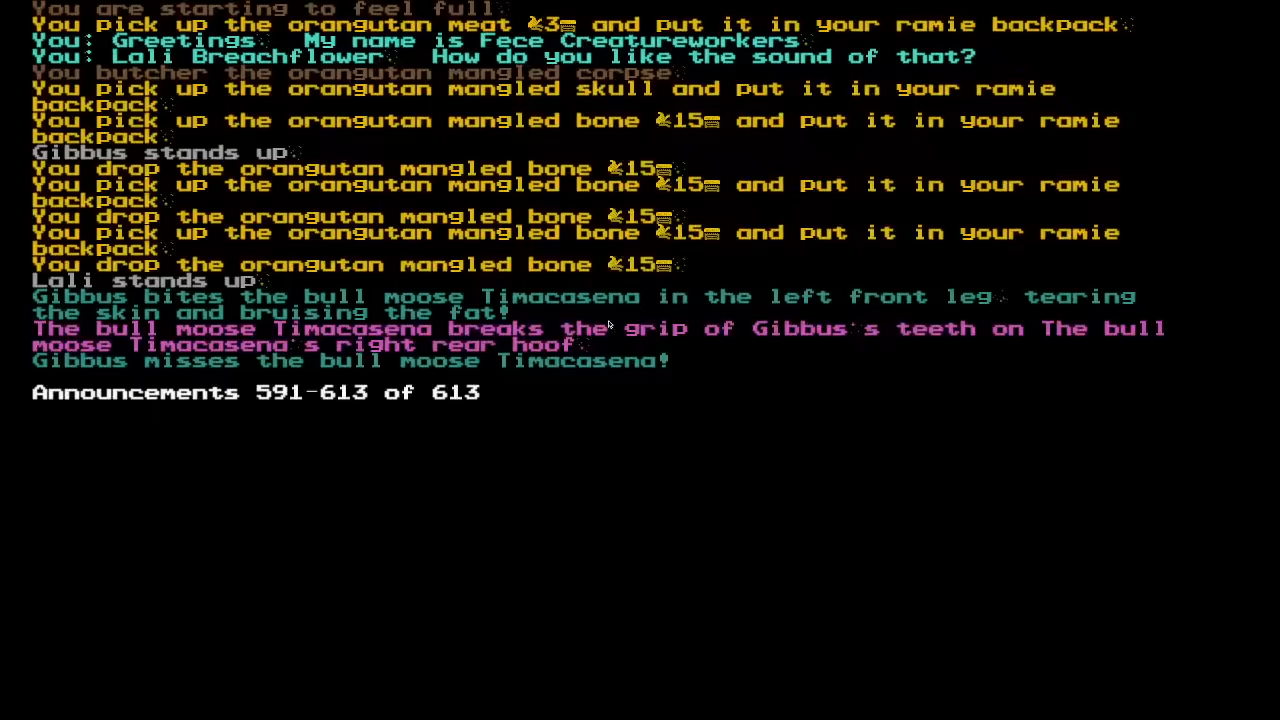 You are starting to feel full.
You pick up the orangutan meat [3] and put it in your ramie backpack.
You: Greetings. My name is Fece Creatureworkers.
You: Lali Breachflower. How do you like the sound of that?
You butcher the orangutan mangled corpse.
You pick up the orangutan mangled skull and put it in your ramie
backpack.
You pick up the orangutan mangled bone [15] and put it in your ramie
backpack.
Gibbus stands up.
You drop the orangutan mangled bone [15].
You pick up the orangutan mangled bone [15] and put it in your ramie
backpack.
You drop the orangutan mangled bone [15].
You pick up the orangutan mangled bone [15] and put it in your ramie
backpack.
You drop the orangutan mangled bone [15].
Lali stands up.
Gibbus bites the bull moose Timacasena in the left front leg, tearing
the skin and bruising the fat!
The bull moose Timacasena breaks the grip of Gibbus's teeth on The bull
moose Timacasena's right rear hoof.
Gibbus misses the bull moose Timacasena!
Announcements 591-613 of 613